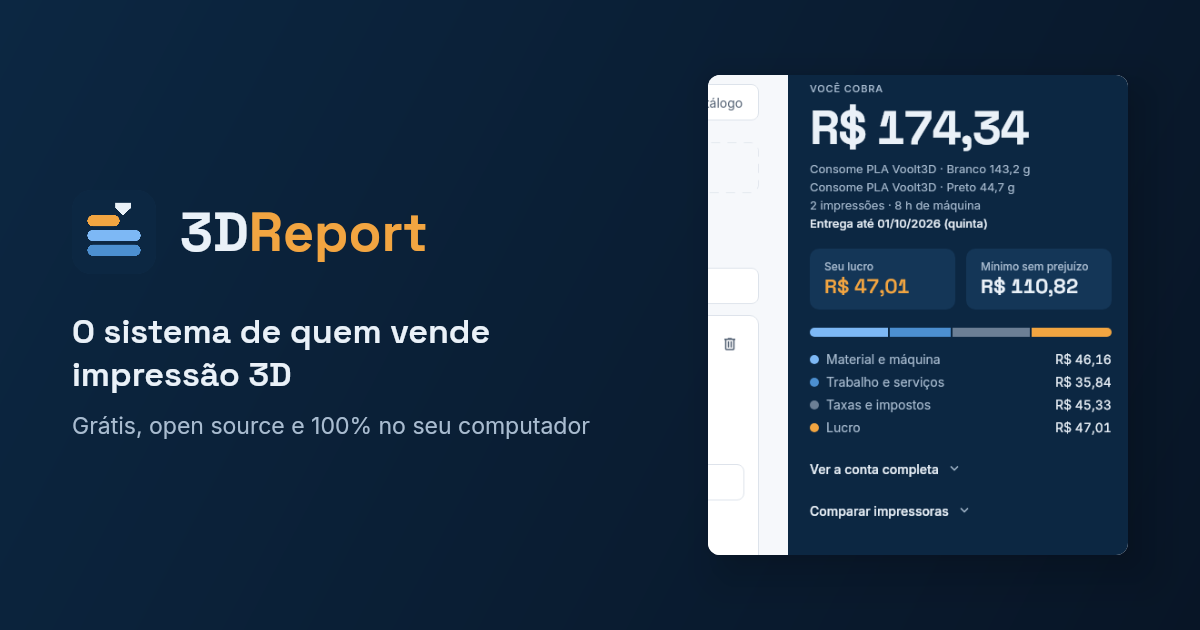 3DReport
O sistema de quem vende
impressão 3D
Grátis, open source e 100% no seu computador
tálogo
VOCÊ COBRA
R$ 174,34
Consome PLA Voolt3D · Branco 143,2 g
Consome PLA Voolt3D · Preto 44,7 g
2 impressões · 8 h de máquina
Entrega até 01/10/2026 (quinta)
Seu lucro
R$ 47,01
Mínimo sem prejuízo
R$ 110,82
Material e máquina R$ 46,16
Trabalho e serviços R$ 35,84
Taxas e impostos R$ 45,33
Lucro R$ 47,01
Ver a conta completa
Comparar impressoras